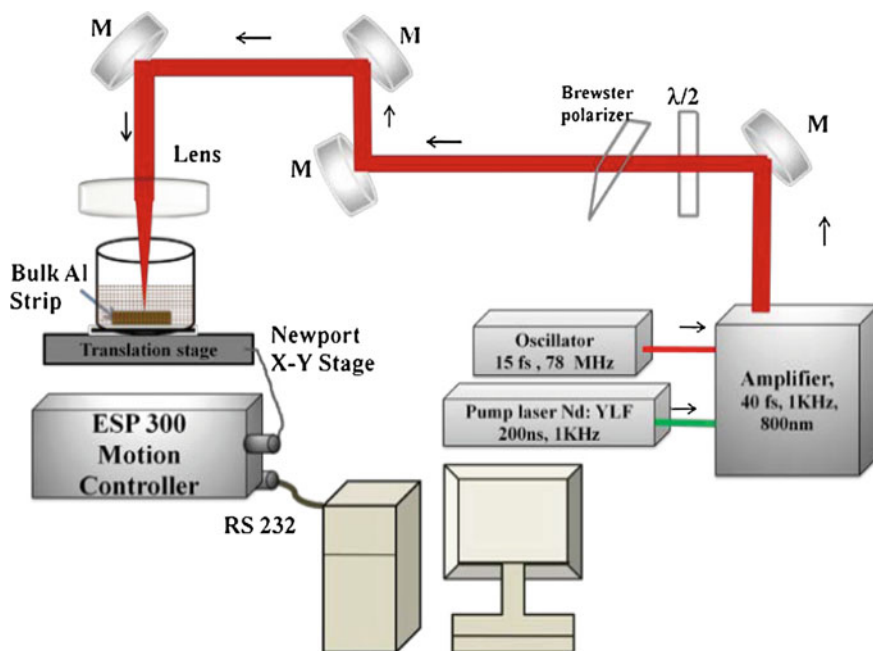 M
M
Brewster
polarizer
λ/2
M
M
Lens
Bulk Al
Strip
Translation stage
Newport
X-Y Stage
Oscillator
15 fs , 78 MHz
Pump laser Nd: YLF
200ns, 1KHz
Amplifier,
40 fs, 1KHz,
800nm
ESP 300
Motion
Controller
RS 232